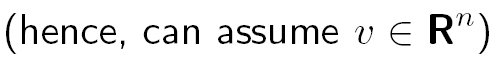 (hence, can assume v ∈ Rⁿ)